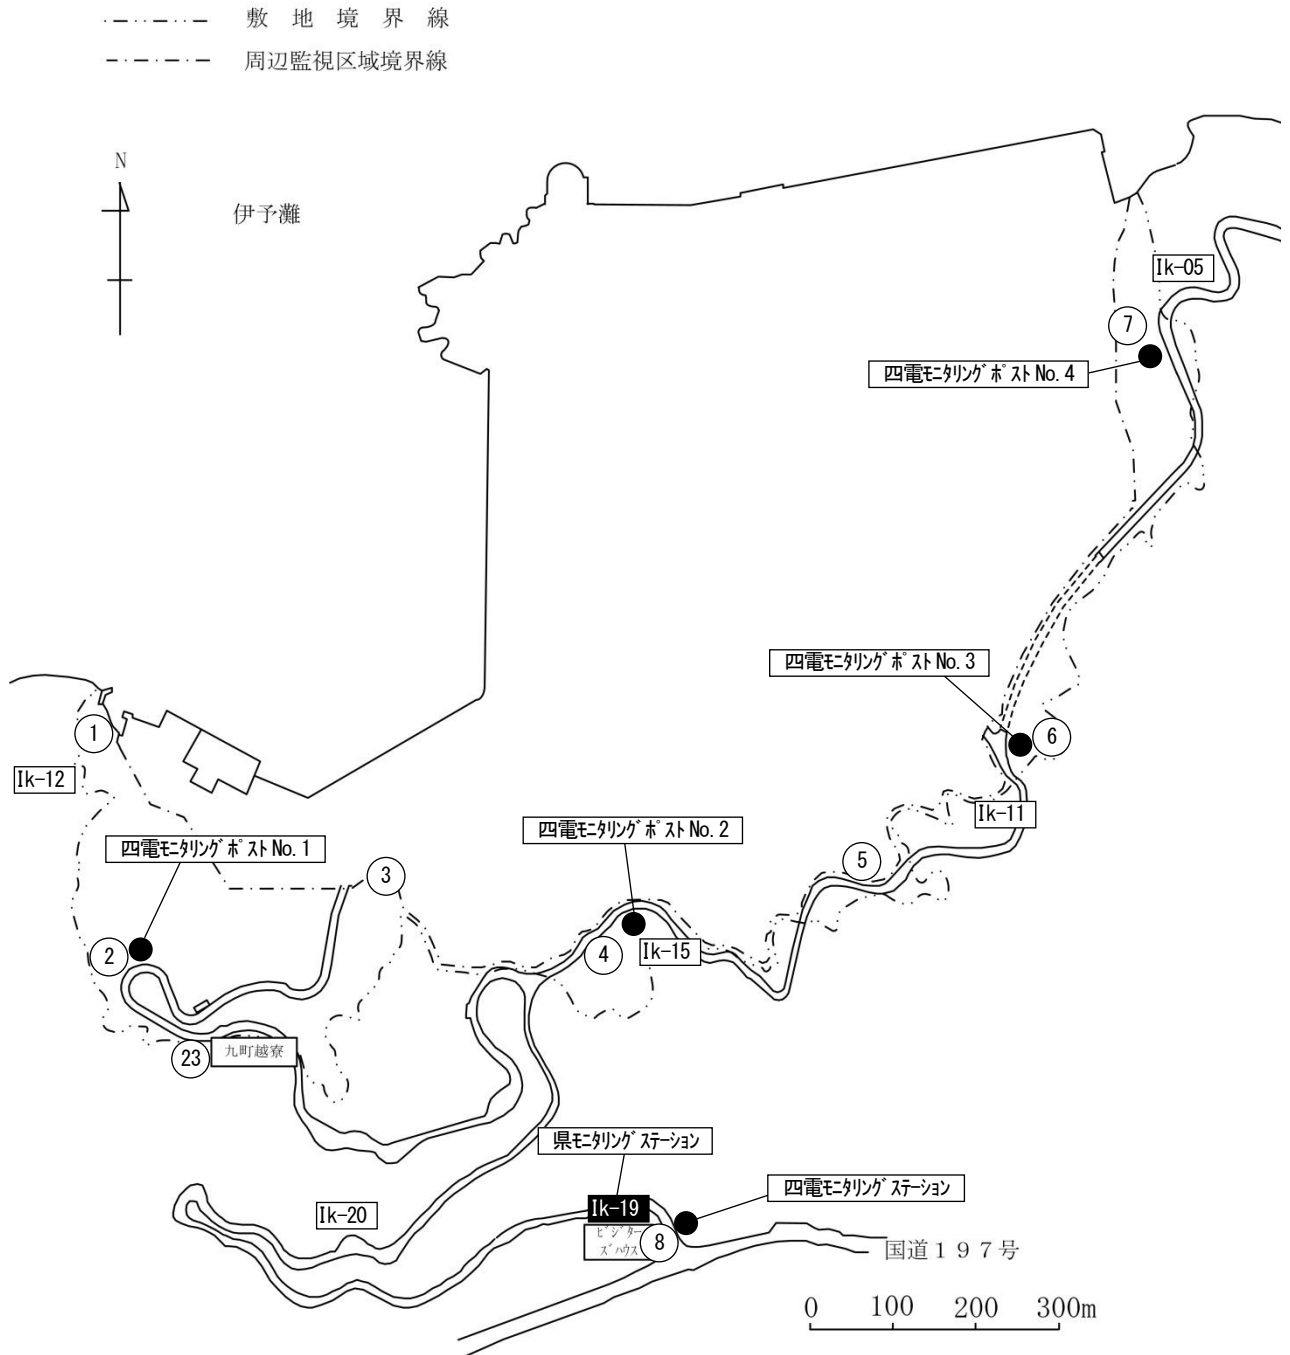 敷地境界線
周辺監視区域境界線
N
伊予灘
Ik-05
7
四電ﾓﾆﾀﾘﾝｸﾞﾎﾟｽﾄNo.4
四電ﾓﾆﾀﾘﾝｸﾞﾎﾟｽﾄNo.3
1
6
Ik-12
Ik-11
四電ﾓﾆﾀﾘﾝｸﾞﾎﾟｽﾄNo.2
四電ﾓﾆﾀﾘﾝｸﾞﾎﾟｽﾄNo.1
5
3
2
4
Ik-15
23
九町越寮
県ﾓﾆﾀﾘﾝｸﾞｽﾃｰｼｮﾝ
四電ﾓﾆﾀﾘﾝｸﾞｽﾃｰｼｮﾝ
Ik-20
Ik-19
ﾋﾞｼﾞﾀｰ
ｽﾞﾊｳｽ
8
国道１９７号
0 100 200 300m